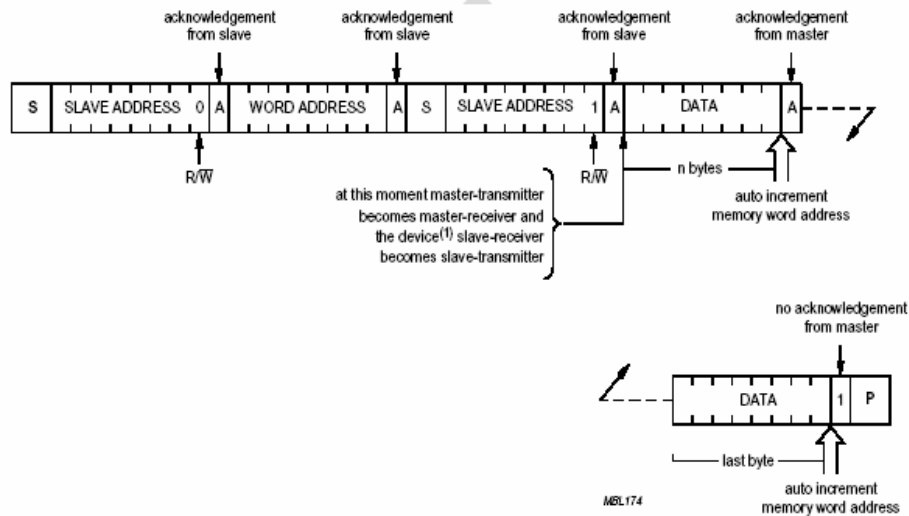 acknowledgement
from slave
acknowledgement
from slave
acknowledgement
from slave
acknowledgement
from master
S SLAVE ADDRESS 0 A WORD ADDRESS A S SLAVE ADDRESS 1 A DATA A
R/W̅
R/W̅
n bytes
at this moment master-transmitter
becomes master-receiver and
the device(1) slave-receiver
becomes slave-transmitter
auto increment
memory word address
no acknowledgement
from master
DATA 1 P
last byte
auto increment
memory word address
MBL174